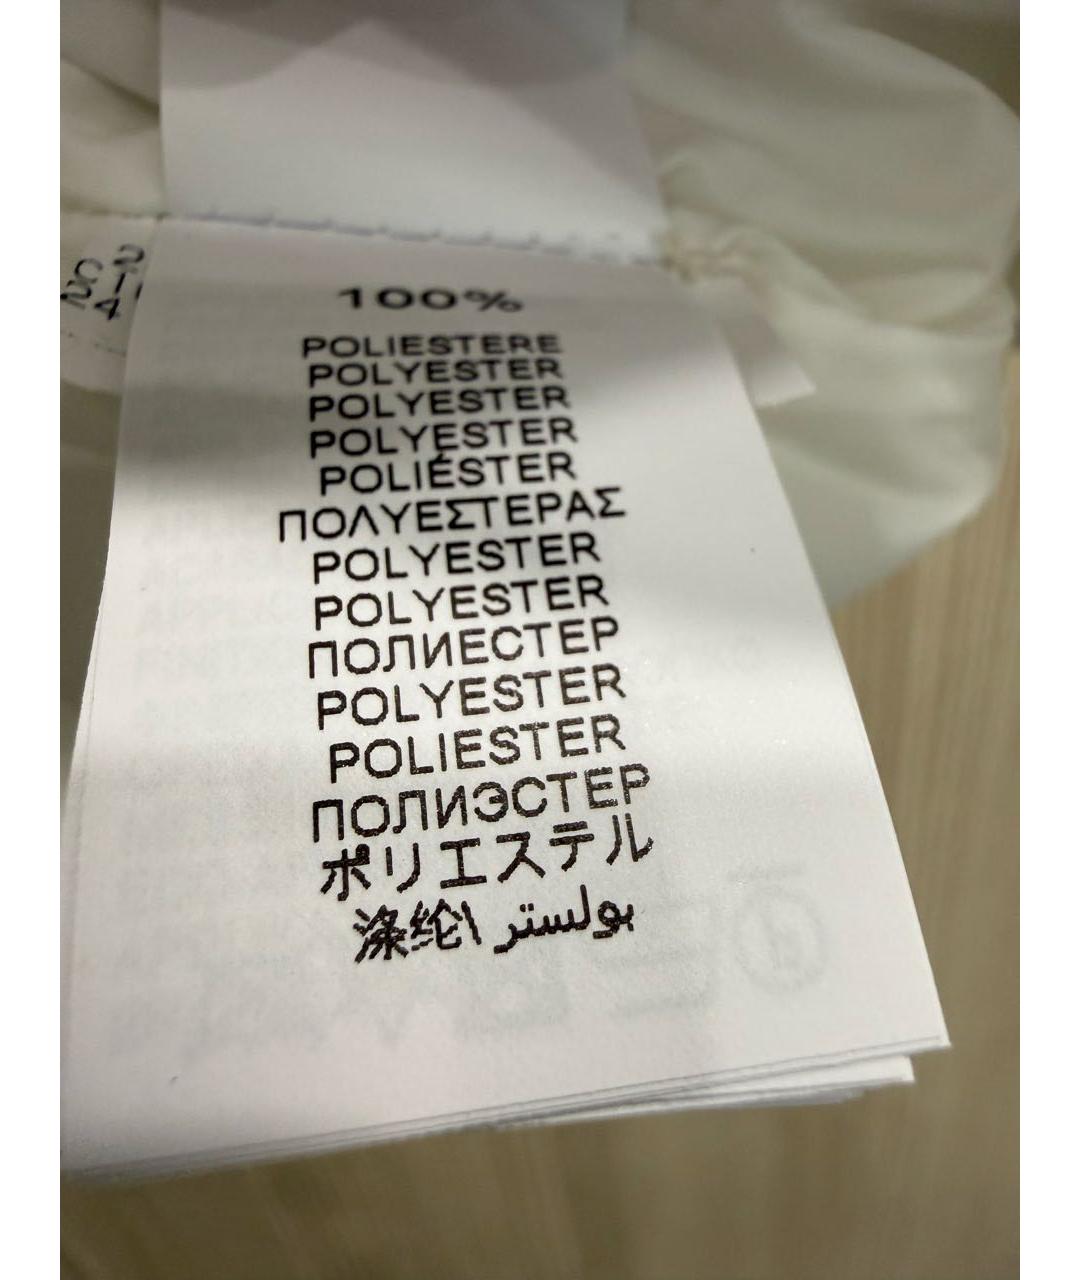 100%
POLIESTERE
POLYESTER
POLYESTER
POLYESTER
POLIÉSTER
ΠΟΛΥΕΣΤΕΡΑΣ
POLYESTER
POLYESTER
ПОЛИЕСТЕР
POLYESTER
POLIESTER
ПОЛИЭСТЕР
ポリエステル
涤纶\ بولستر